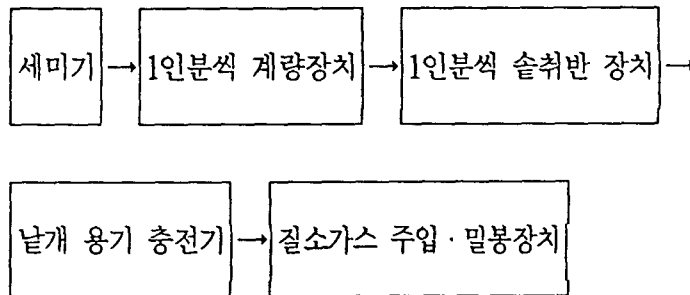 세미기 → 1인분씩 계량장치 → 1인분씩 솥취반 장치 →
낱개 용기 충전기 → 질소가스 주입 · 밀봉장치